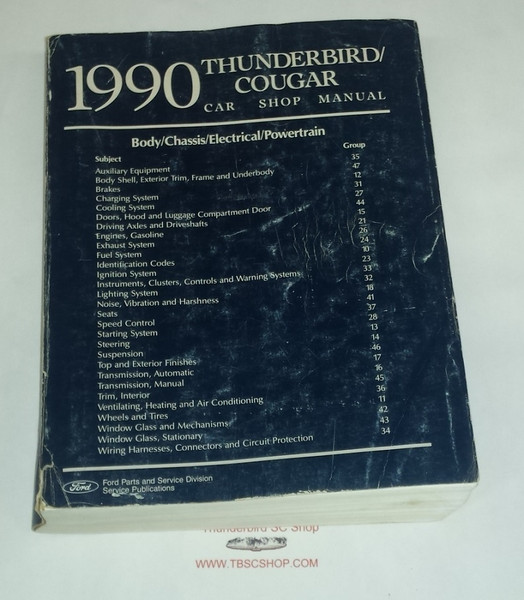 1990 THUNDERBIRD/
COUGAR
CAR SHOP MANUAL
Body/Chassis/Electrical/Powertrain
Subject Group
Auxiliary Equipment 35
Body Shell, Exterior Trim, Frame and Underbody 47
Brakes 12
Charging System 31
Cooling System 27
Doors, Hood and Luggage Compartment Door 44
Driving Axles and Driveshafts 15
Engines, Gasoline 21
Exhaust System 26
Fuel System 24
Identification Codes 10
Ignition System 23
Instruments, Clusters, Controls and Warning Systems 33
Lighting System 32
Noise, Vibration and Harshness 18
Seats 41
Speed Control 37
Starting System 28
Steering 13
Suspension 14
Top and Exterior Finishes 46
Transmission, Automatic 17
Transmission, Manual 16
Trim, Interior 45
Ventilating, Heating and Air Conditioning 36
Wheels and Tires 11
Window Glass and Mechanisms 42
Window Glass, Stationary 43
Wiring Harnesses, Connectors and Circuit Protection 34
Ford Ford Parts and Service Division
Service Publications
Thunderbird SC Shop
WWW.TBSCSHOP.COM